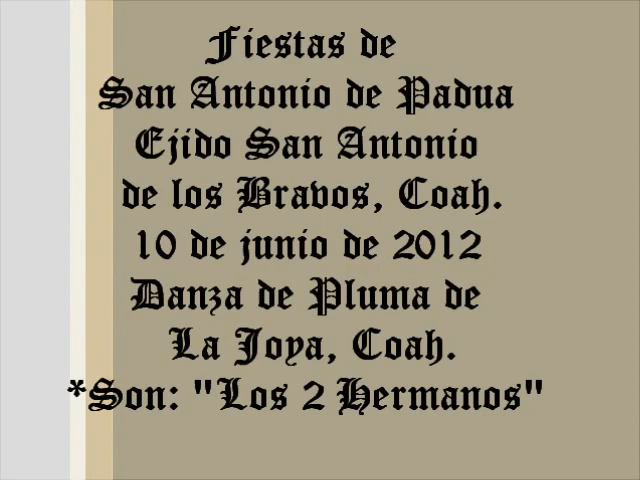 Fiestas de
San Antonio de Padua
Ejido San Antonio
de los Bravos, Coah.
10 de junio de 2012
Danza de Pluma de
La Joya, Coah.
*Son: "Los 2 Hermanos"